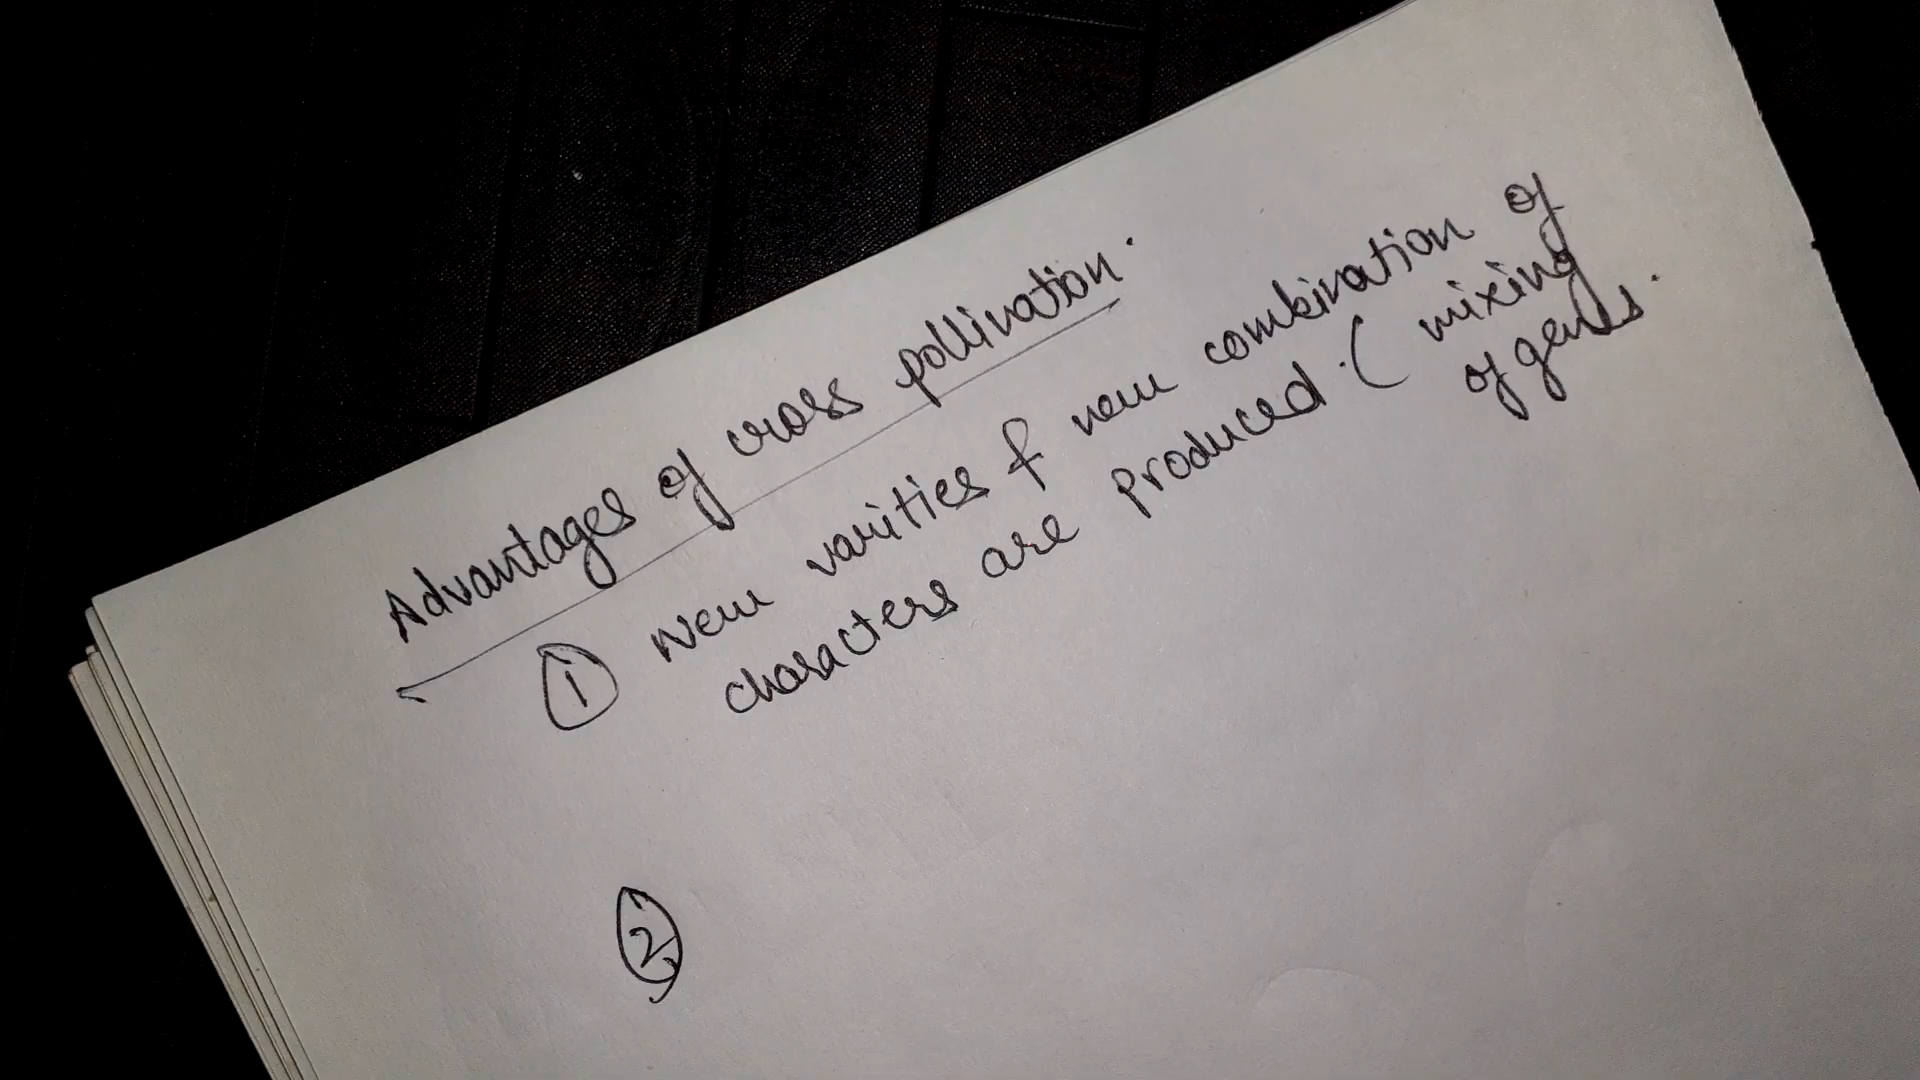 Advantages of cross pollination.
① New varities & new combination of
characters are produced. ( mixing
of genes.
②